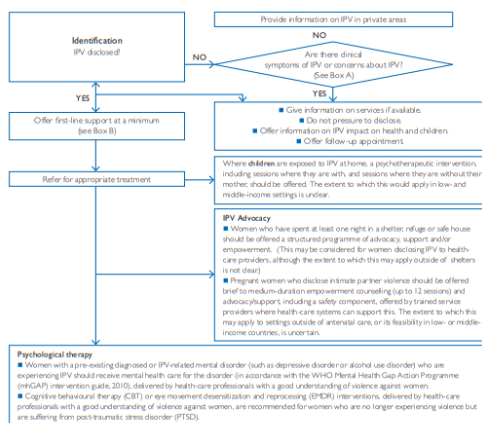 Provide information on IPV in private areas
Identification
IPV disclosed?
NO
NO
Are there clinical
symptoms of IPV or concerns about IPV?
(See Box A)
YES
YES
Offer first-line support at a minimum
(see Box B)
■ Give information on services if available.
■ Do not pressure to disclose.
■ Offer information on IPV impact on health and children.
■ Offer follow-up appointment.
Refer for appropriate treatment
Where children are exposed to IPV at home, a psychotherapeutic intervention,
including sessions where they are with, and sessions where they are without their
mother, should be offered. The extent to which this would apply in low- and
middle-income settings is unclear.
IPV Advocacy
■ Women who have spent at least one night in a shelter, refuge or safe house
should be offered a structured programme of advocacy, support and/or
empowerment. (This may be considered for women disclosing IPV to health-
care providers, although the extent to which this may apply outside of shelters
is not clear.)
■ Pregnant women who disclose intimate partner violence should be offered
brief to medium-duration empowerment counselling (up to 12 sessions) and
advocacy/support, including a safety component, offered by trained service
providers where health-care systems can support this. The extent to which this
may apply to settings outside of antenatal care, or its feasibility in low- or middle-
income countries, is uncertain.
Psychological therapy
■ Women with a pre-existing diagnosed or IPV-related mental disorder (such as depressive disorder or alcohol use disorder) who are
experiencing IPV should receive mental health care for the disorder (in accordance with the WHO Mental Health Gap Action Programme
(mhGAP) intervention guide, 2010), delivered by health-care professionals with a good understanding of violence against women.
■ Cognitive behavioural therapy (CBT) or eye movement desensitization and reprocessing (EMDR) interventions, delivered by health-care
professionals with a good understanding of violence against women, are recommended for women who are no longer experiencing violence but
are suffering from post-traumatic stress disorder (PTSD).